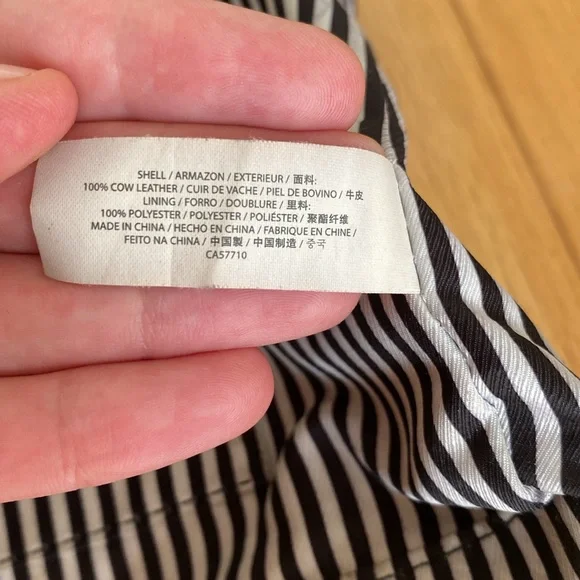 SHELL / ARMAZON / EXTERIEUR / 面料:
100% COW LEATHER / CUIR DE VACHE / PIEL DE BOVINO / 牛皮
LINING / FORRO / DOUBLURE / 里料:
100% POLYESTER / POLYESTER / POLIÉSTER / 聚酯纤维
MADE IN CHINA / HECHO EN CHINA / FABRIQUE EN CHINE /
FEITO NA CHINA / 中国製 / 中国制造 / 중국
CA57710